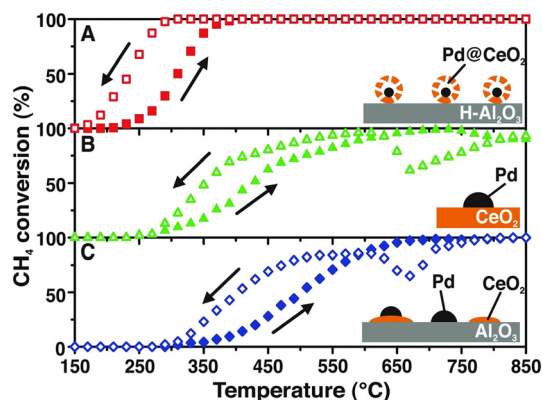 A
100
50
Pd@CeO₂
H-Al₂O₃
B
100
50
Pd
CeO₂
C
100
50
0
Pd
CeO₂
Al₂O₃
150 250 350 450 550 650 750 850
Temperature (°C)
CH₄ conversion (%)